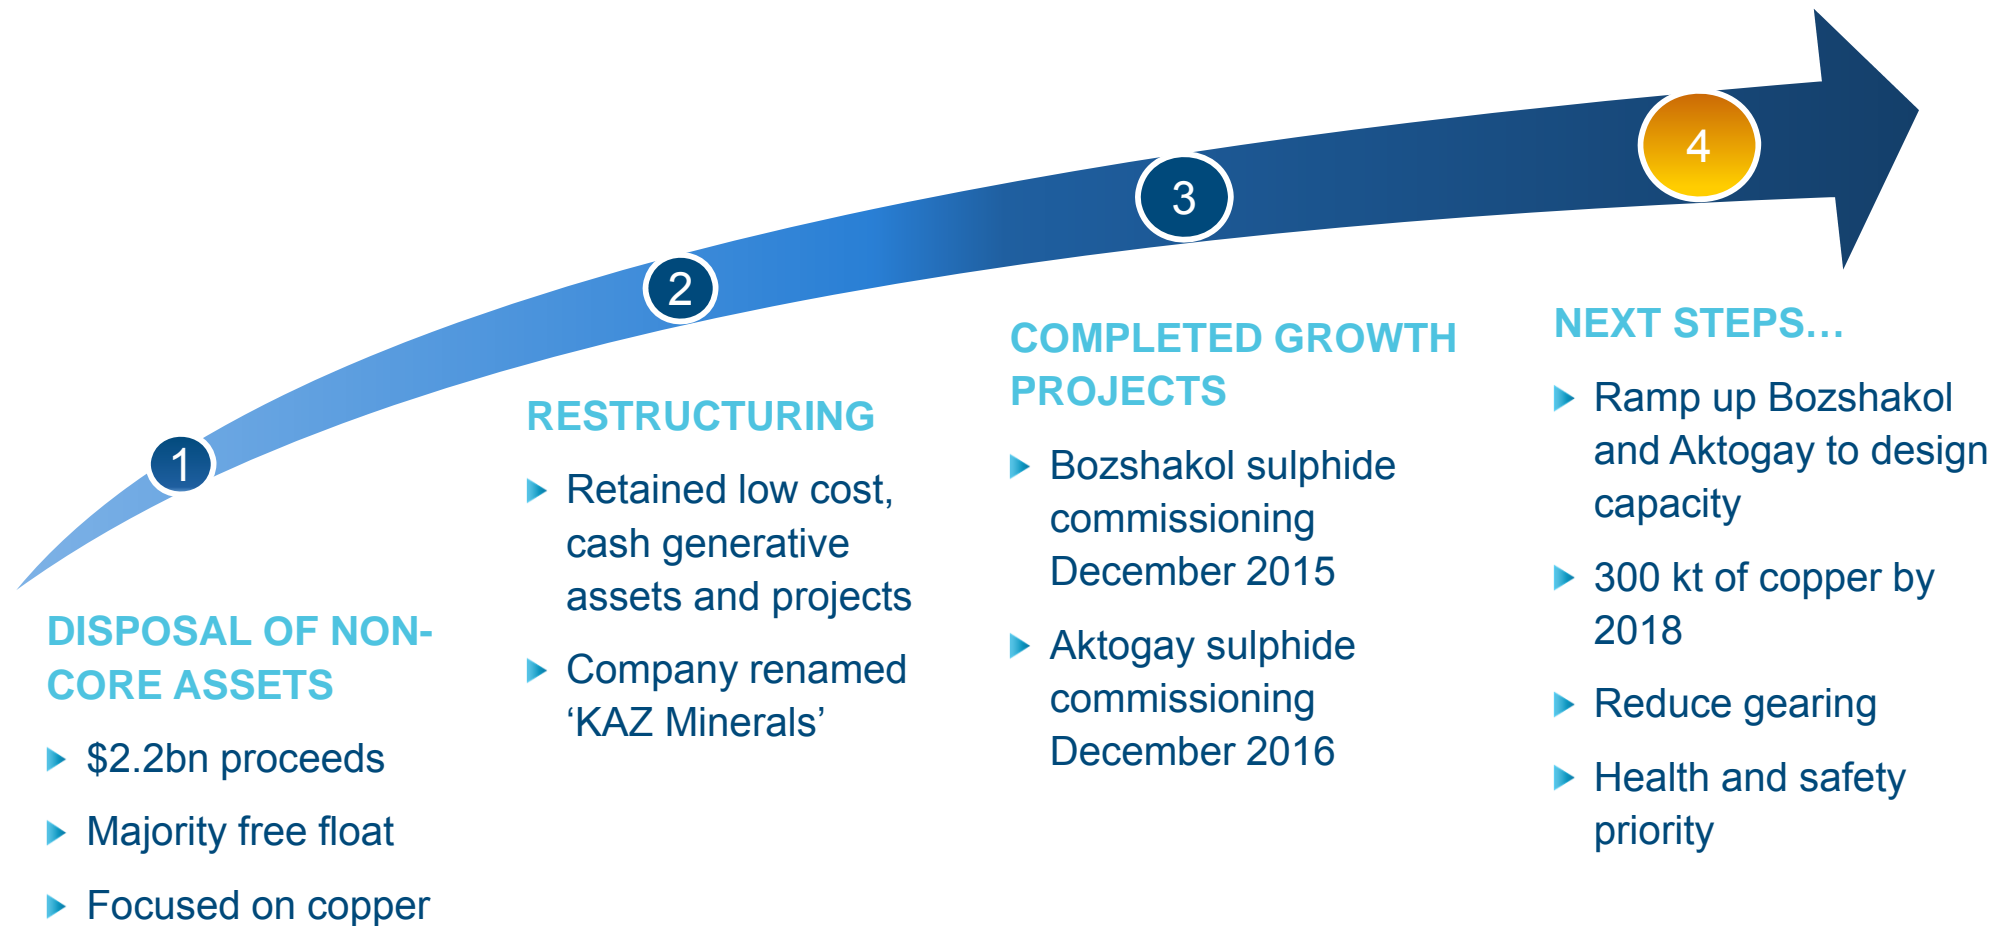 1
DISPOSAL OF NON-
CORE ASSETS
$2.2bn proceeds
Majority free float
Focused on copper
2
RESTRUCTURING
Retained low cost,
cash generative
assets and projects
Company renamed
‘KAZ Minerals’
3
COMPLETED GROWTH
PROJECTS
Bozshakol sulphide
commissioning
December 2015
Aktogay sulphide
commissioning
December 2016
4
NEXT STEPS…
Ramp up Bozshakol
and Aktogay to design
capacity
300 kt of copper by
2018
Reduce gearing
Health and safety
priority